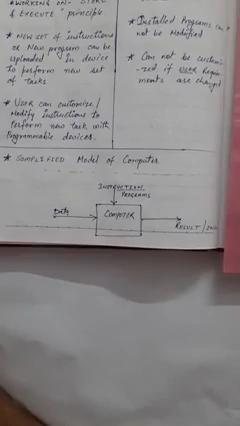 WORKING ON - STORE
& EXECUTE" principle
* NEW SET of instructions
or New program can be
Uploaded In device
to perform new set
of Tasks.
* USER can customize/
Modify Instructions to
Perform new task with
Programmable devices.
* Installed Programs can
not be Modified
* Can not be customi
-zed if USER Require
ments are changed
* SIMPLIFIED Model of Computer
INSTRUCTION
PROGRAMS
Data
COMPUTER
RESULT/